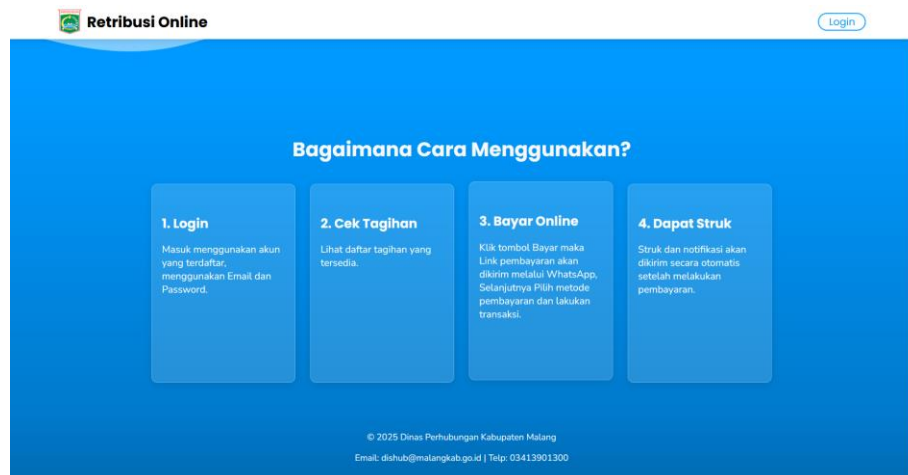 Retribusi Online
Login
Bagaimana Cara Menggunakan?
1. Login
Masuk menggunakan akun
yang terdaftar,
menggunakan Email dan
Password.
2. Cek Tagihan
Lihat daftar tagihan yang
tersedia.
3. Bayar Online
Klik tombol Bayar maka
Link pembayaran akan
dikirim melalui WhatsApp,
Selanjutnya Pilih metode
pembayaran dan lakukan
transaksi.
4. Dapat Struk
Struk dan notifikasi akan
dikirim secara otomatis
setelah melakukan
pembayaran.
© 2025 Dinas Perhubungan Kabupaten Malang
Email: dishub@malangkab.go.id | Telp: 03413901300